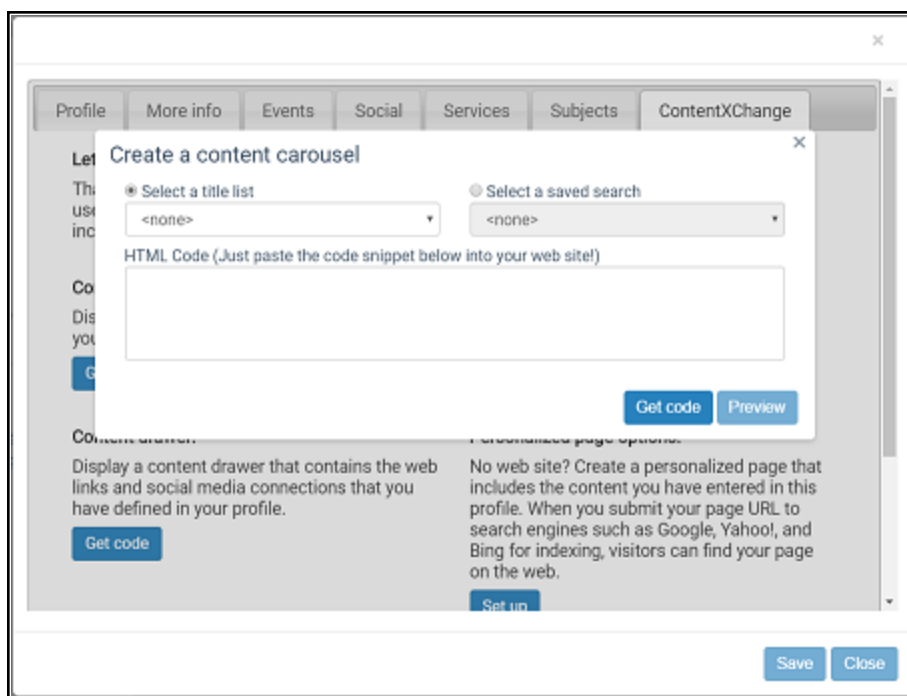 ×
Profile More info Events Social Services Subjects ContentXChange
×
Create a content carousel
Select a title list Select a saved search
<none> <none>
HTML Code (Just paste the code snippet below into your web site!)
Get code Preview
Content drawer.
Display a content drawer that contains the web
links and social media connections that you
have defined in your profile.
Get code
Personalized page options.
No web site? Create a personalized page that
includes the content you have entered in this
profile. When you submit your page URL to
search engines such as Google, Yahoo!, and
Bing for indexing, visitors can find your page
on the web.
Set up
Save Close